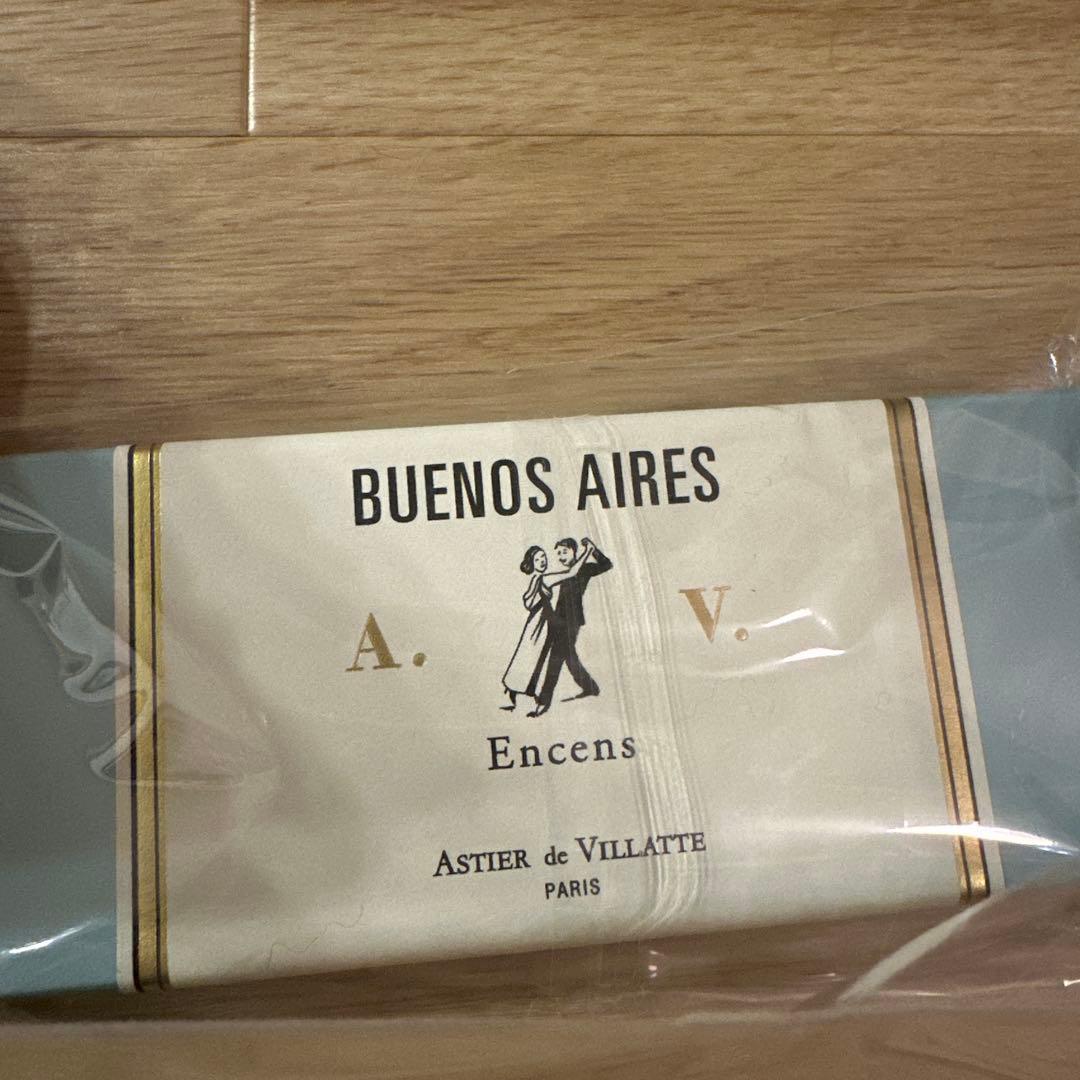 BUENOS AIRES
A. V.
Encens
ASTIER de VILLATTE
PARIS